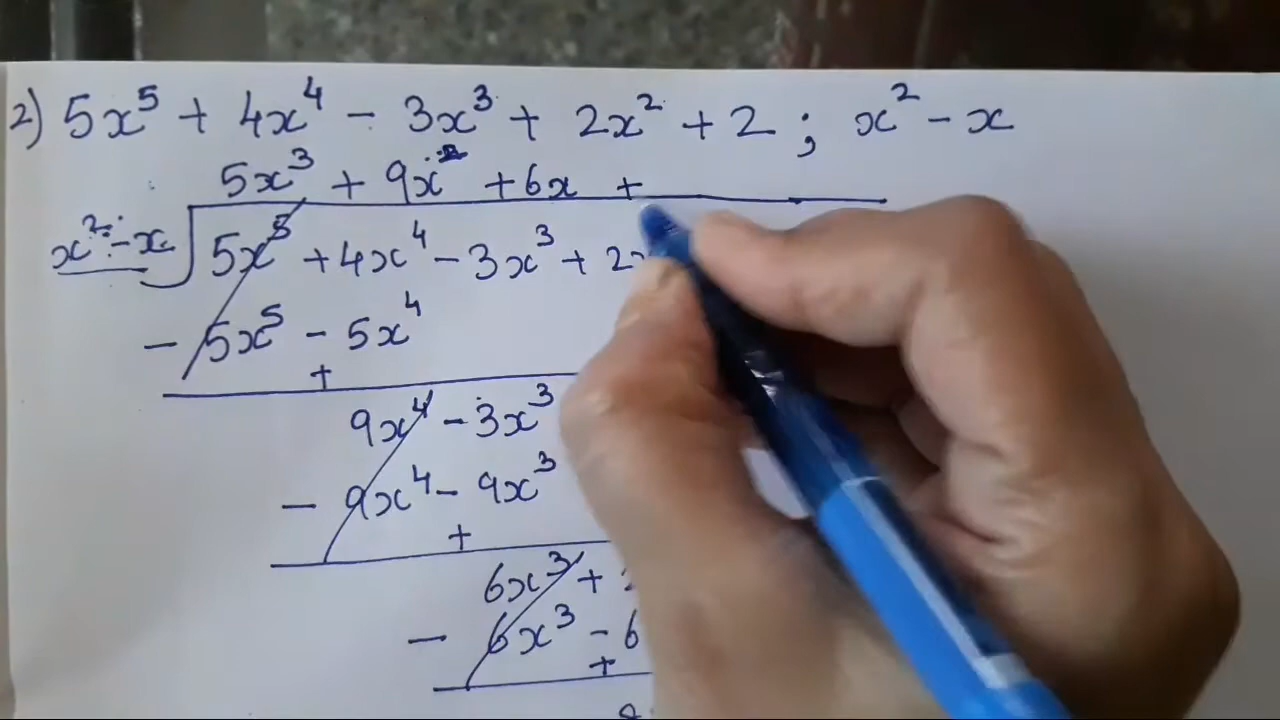 2) 5x⁵ + 4x⁴ - 3x³ + 2x² + 2 ; x² - x
5x³ + 9x² + 6x +
x² - x 5x⁵ + 4x⁴ - 3x³ + 2x
- 5x⁵ - 5x⁴
+
9x⁴ - 3x³
- 9x⁴ - 9x³
+
6x³ +
- 6x³ - 6
+